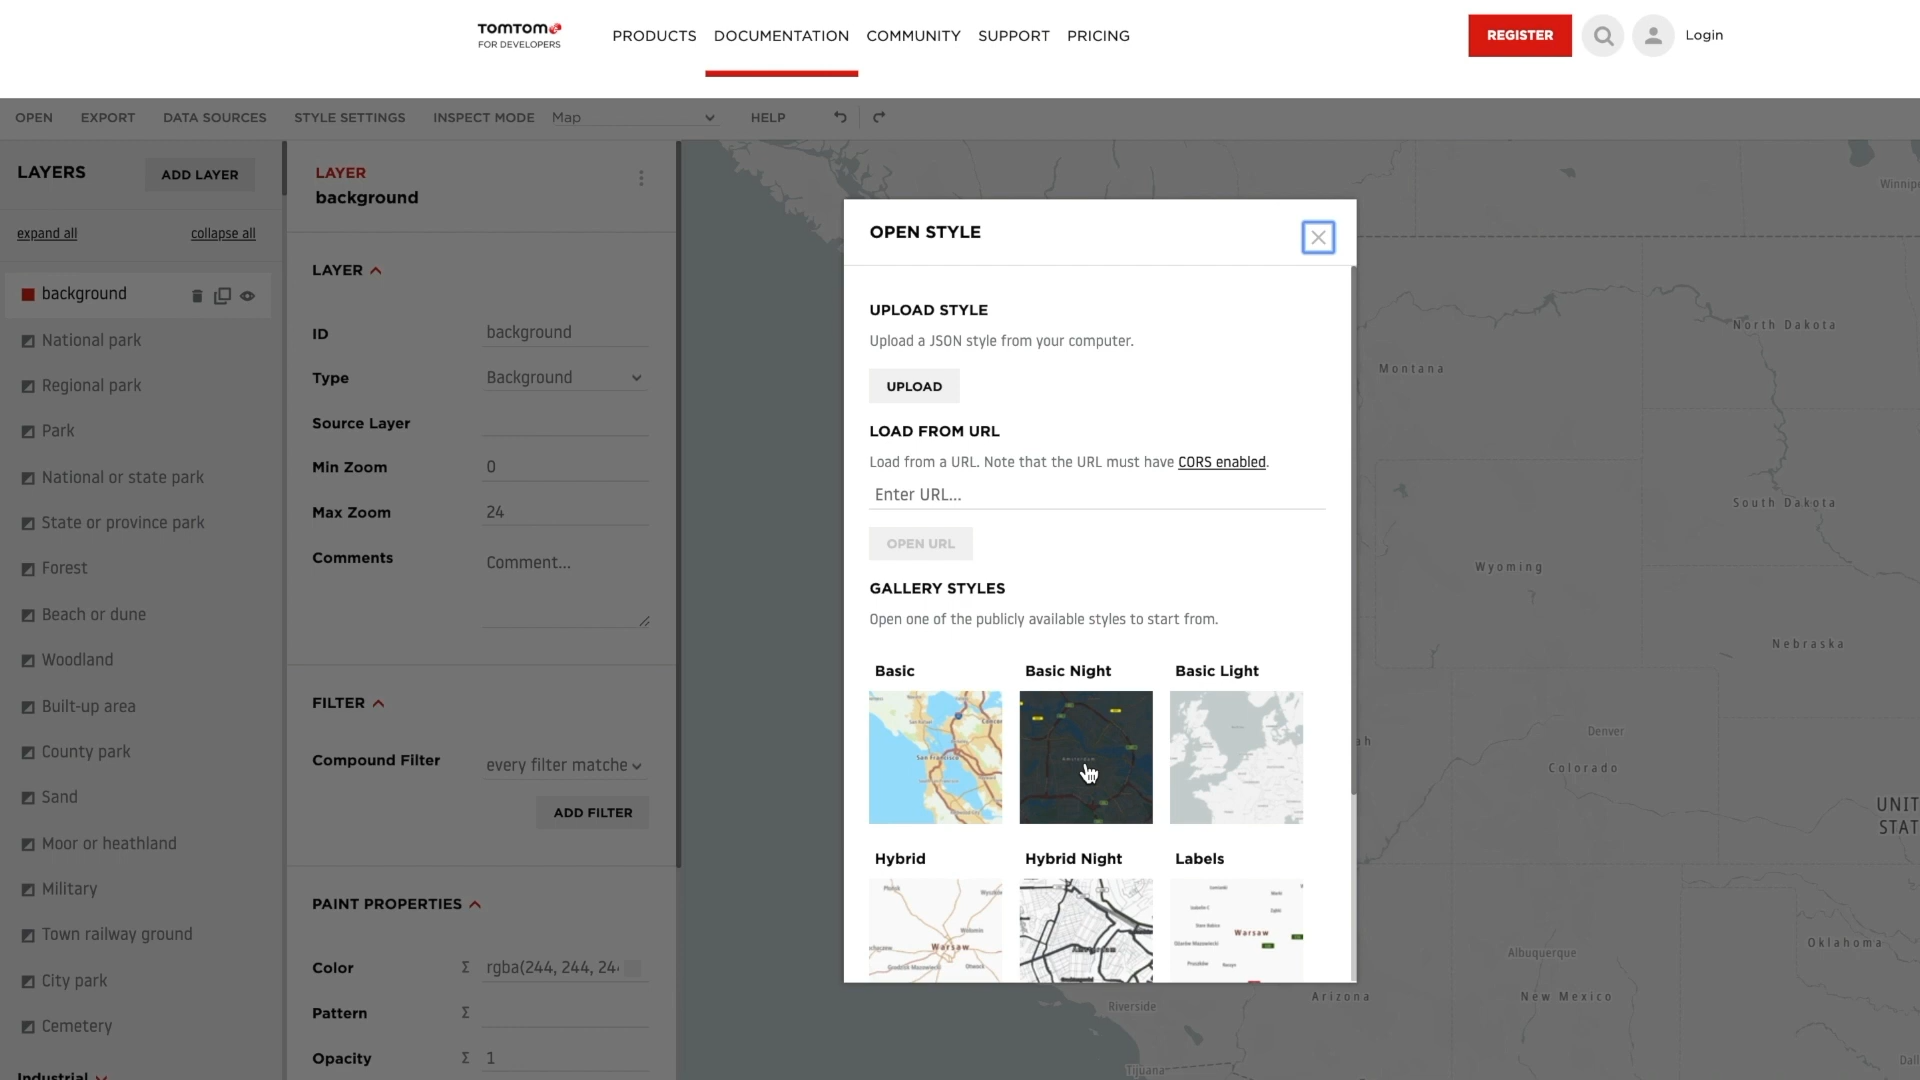 TOMTOM
FOR DEVELOPERS
PRODUCTS
DOCUMENTATION
COMMUNITY
SUPPORT
PRICING
REGISTER
Login
OPEN
EXPORT
DATA SOURCES
STYLE SETTINGS
INSPECT MODE
Map
HELP
LAYERS
ADD LAYER
expand all
collapse all
background
National park
Regional park
Park
National or state park
State or province park
Forest
Beach or dune
Woodland
Built-up area
County park
Sand
Moor or heathland
Military
Town railway ground
City park
Cemetery
Industrial
LAYER
background
LAYER
ID
background
Type
Background
Source Layer
Min Zoom
0
Max Zoom
24
Comments
Comment...
FILTER
Compound Filter
every filter matche
ADD FILTER
PAINT PROPERTIES
Color
Σ
rgba(244, 244, 24
Pattern
Σ
Opacity
Σ
1
OPEN STYLE
UPLOAD STYLE
Upload a JSON style from your computer.
UPLOAD
LOAD FROM URL
Load from a URL. Note that the URL must have CORS enabled.
Enter URL...
OPEN URL
GALLERY STYLES
Open one of the publicly available styles to start from.
Basic
Basic Night
Basic Light
San Francisco
Hybrid
Hybrid Night
Labels
Warsaw
Amsterdam
Warsaw
Winnip
North Dakota
Montana
South Dakota
Wyoming
Nebraska
Denver
Colorado
ah
UNIT
STAT
Oklahoma
Albuquerque
New Mexico
Arizona
Riverside
Tijuana
Dall